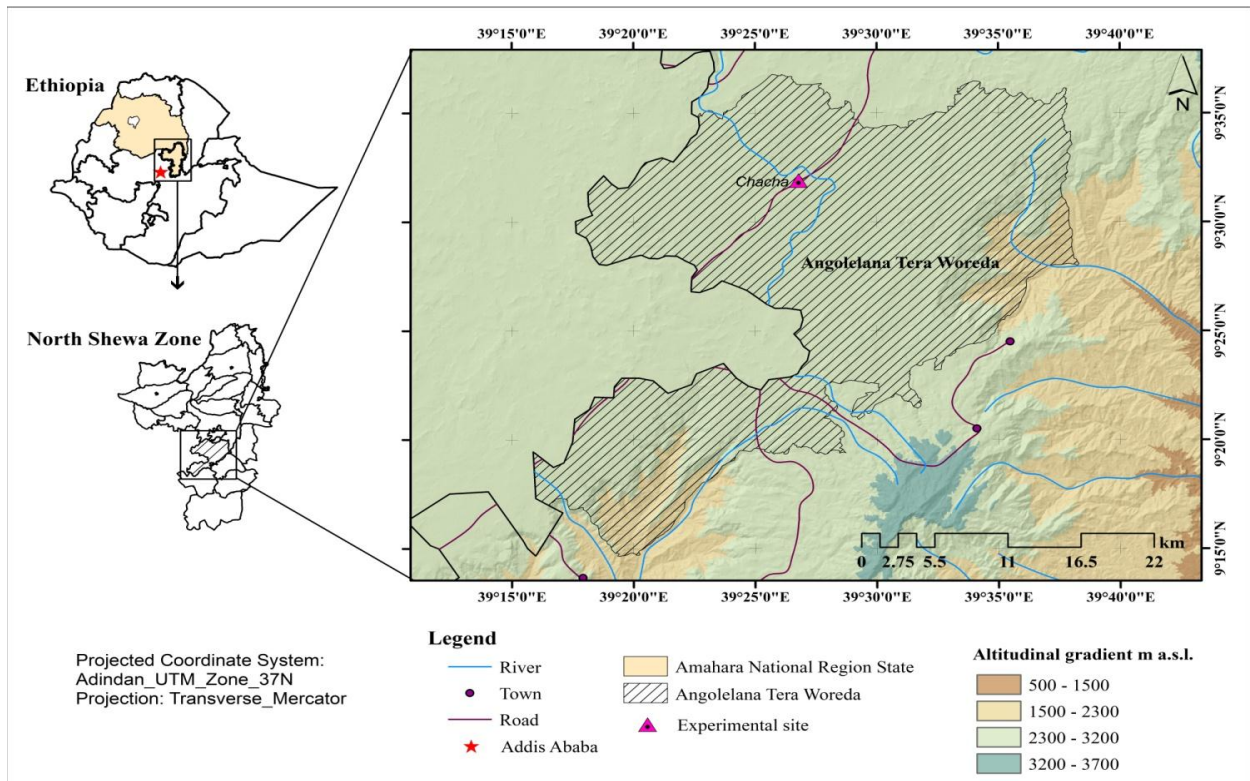 Ethiopia
North Shewa Zone
39°15'0"E 39°20'0"E 39°25'0"E 39°30'0"E 39°35'0"E 39°40'0"E
N
Chacha
Angolelana Tera Woreda
9°35'0"N
9°30'0"N
9°25'0"N
9°20'0"N
9°15'0"N
km
0 2.75 5.5 11 16.5 22
39°15'0"E 39°20'0"E 39°25'0"E 39°30'0"E 39°35'0"E 39°40'0"E
Projected Coordinate System:
Adindan_UTM_Zone_37N
Projection: Transverse_Mercator
Legend
River
Town
Road
Addis Ababa
Amahara National Region State
Angolelana Tera Woreda
Experimental site
Altitudinal gradient m a.s.l.
500 - 1500
1500 - 2300
2300 - 3200
3200 - 3700